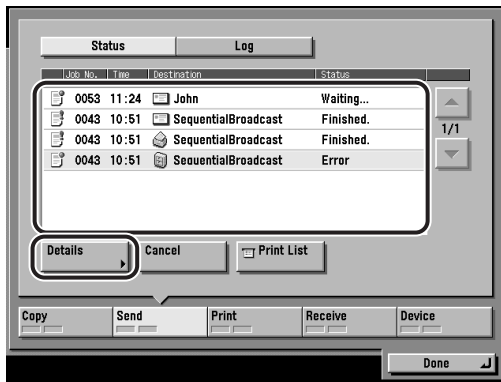 Status Log
Job No. Time Destination Status
0053 11:24 John Waiting...
0043 10:51 SequentialBroadcast Finished.
0043 10:51 SequentialBroadcast Finished.
0043 10:51 SequentialBroadcast Error
1/1
Details Cancel Print List
Copy Send Print Receive Device
Done